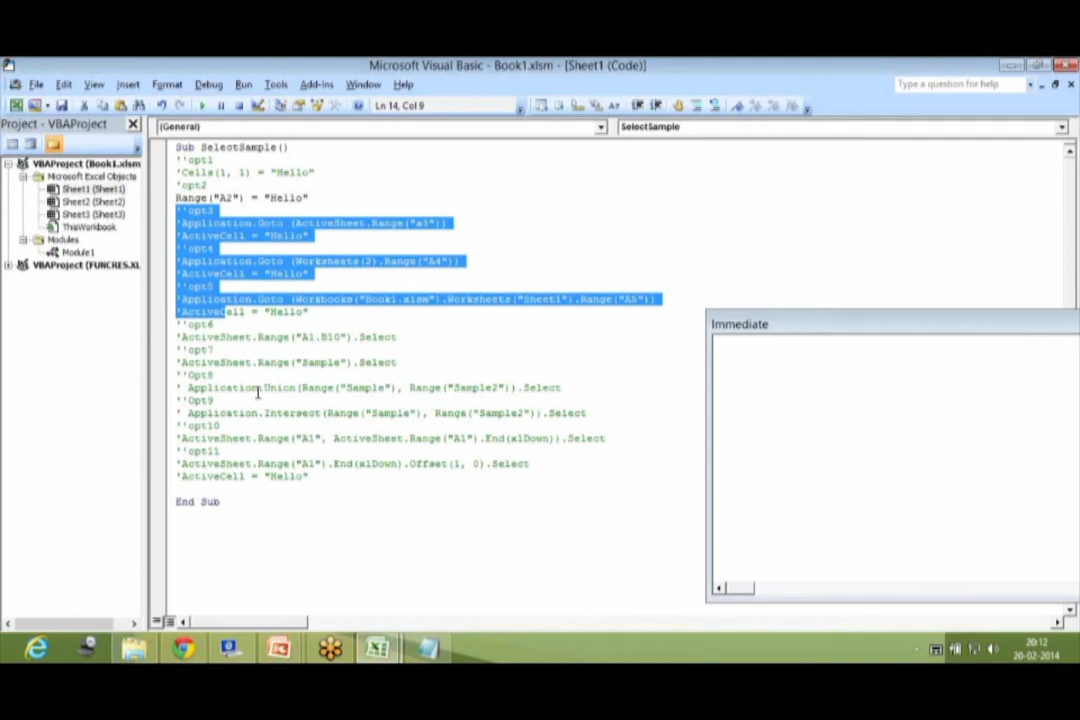 Microsoft Visual Basic - Book1.xlsm - [Sheet1 (Code)]
File Edit View Insert Format Debug Run Tools Add-Ins Window Help
Type a question for help
Ln 14, Col 9
Project - VBAProject
(General)
SelectSample
VBAProject (Book1.xlsm
Microsoft Excel Objects
Sheet1 (Sheet1)
Sheet2 (Sheet2)
Sheet3 (Sheet3)
ThisWorkbook
Modules
Module1
VBAProject (FUNCRES.XL
Sub SelectSample()
''opt1
'Cells(1, 1) = "Hello"
''opt2
Range("A2") = "Hello"
''opt3
'Application.Goto (ActiveSheet.Range("a3"))
'ActiveCell = "Hello"
''opt4
'Application.Goto (Worksheets(2).Range("A4"))
'ActiveCell = "Hello"
''opt5
'Application.Goto (Workbooks("Book1.xlsm").Worksheets("Sheet1").Range("A5"))
'ActiveCell = "Hello"
''opt6
'ActiveSheet.Range("A1.B10").Select
''opt7
'ActiveSheet.Range("Sample").Select
''Opt8
' Application.Union(Range("Sample"), Range("Sample2")).Select
''Opt9
' Application.Intersect(Range("Sample"), Range("Sample2")).Select
''opt10
'ActiveSheet.Range("A1", ActiveSheet.Range("A1").End(xlDown)).Select
''opt11
'ActiveSheet.Range("A1").End(xlDown).Offset(1, 0).Select
'ActiveCell = "Hello"
End Sub
Immediate
20:12
20-02-2014